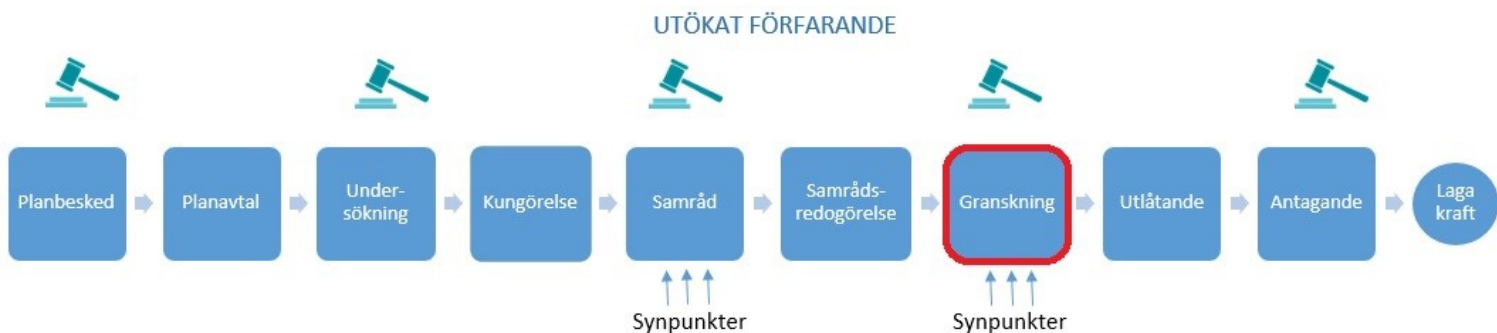 UTÖKAT FÖRFARANDE
Planbesked
Planavtal
Under-
sökning
Kungörelse
Samråd
Samråds-
redogörelse
Granskning
Utlåtande
Antagande
Laga
kraft
Synpunkter
Synpunkter